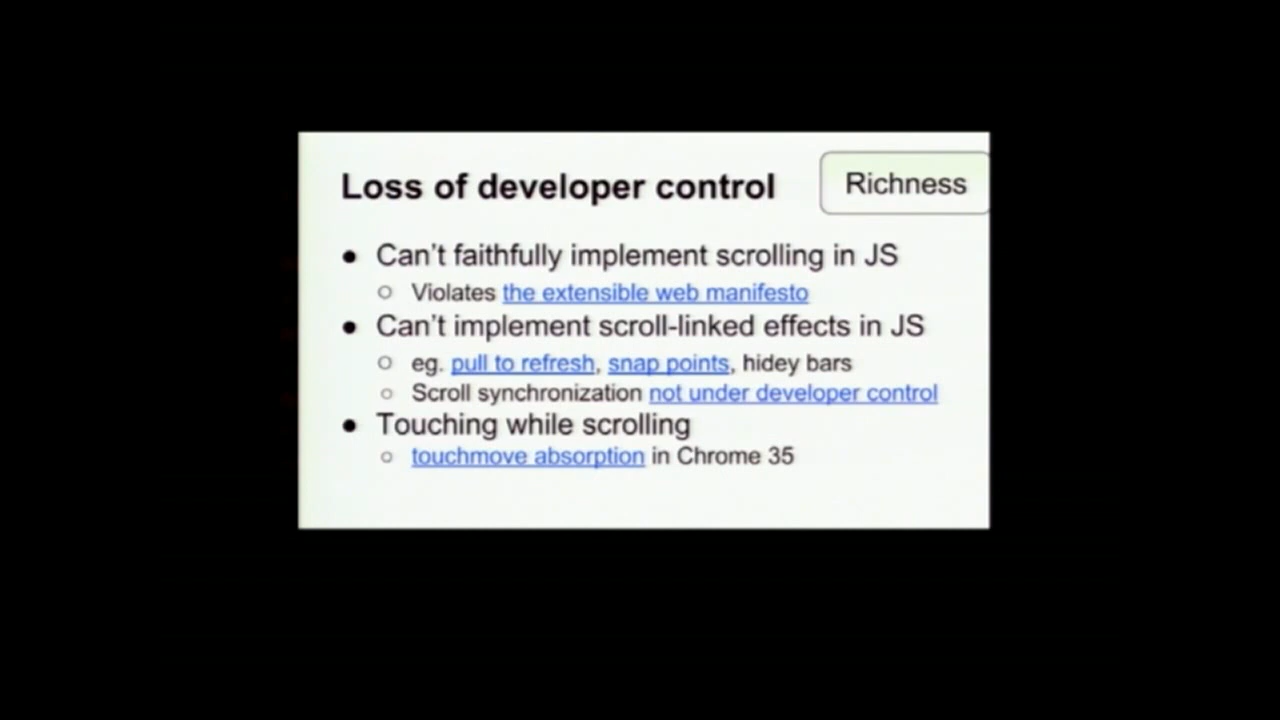 Loss of developer control
Richness
● Can't faithfully implement scrolling in JS
○ Violates the extensible web manifesto
● Can't implement scroll-linked effects in JS
○ eg. pull to refresh, snap points, hidey bars
○ Scroll synchronization not under developer control
● Touching while scrolling
○ touchmove absorption in Chrome 35